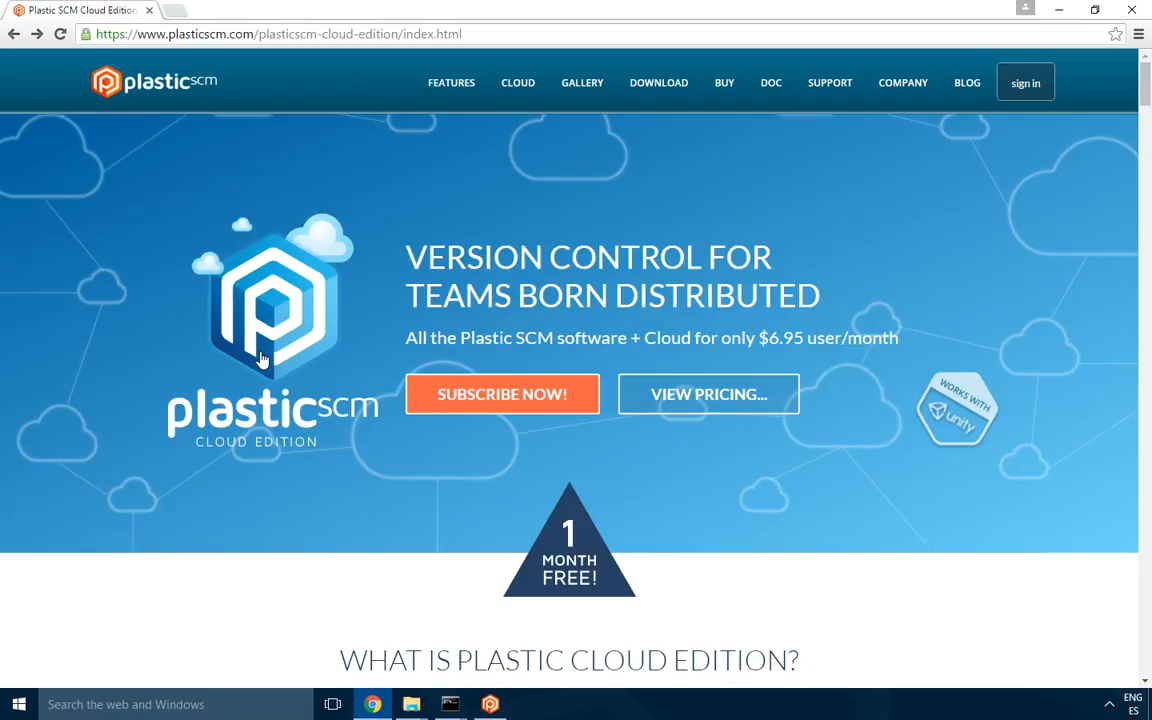 Plastic SCM Cloud Edition
https://www.plasticscm.com/plasticscm-cloud-edition/index.html
plasticscm
FEATURES
CLOUD
GALLERY
DOWNLOAD
BUY
DOC
SUPPORT
COMPANY
BLOG
sign in
VERSION CONTROL FOR
TEAMS BORN DISTRIBUTED
All the Plastic SCM software + Cloud for only $6.95 user/month
SUBSCRIBE NOW!
VIEW PRICING...
plasticscm
CLOUD EDITION
WORKS WITH
unity
1
MONTH
FREE!
WHAT IS PLASTIC CLOUD EDITION?
Search the web and Windows
ENG
ES